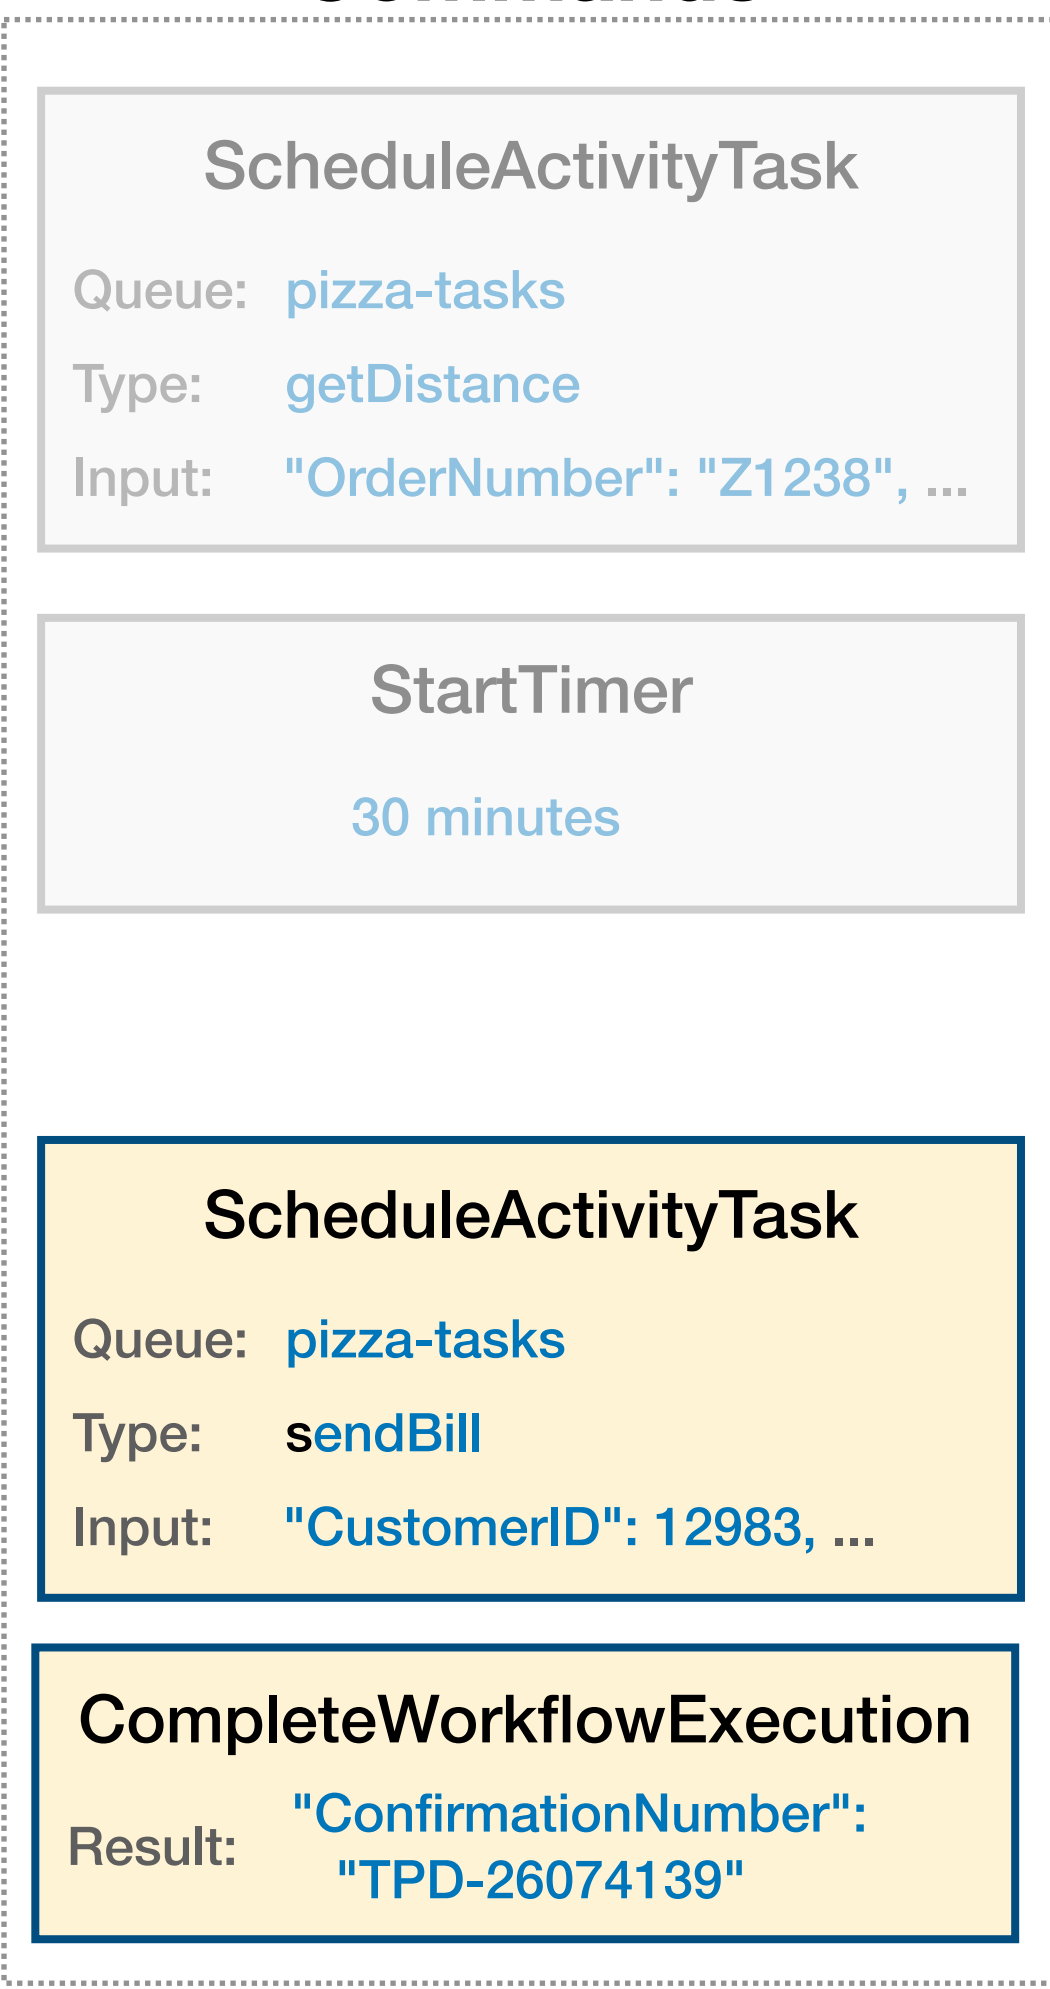 ScheduleActivityTask
Queue: pizza-tasks
Type: getDistance
Input: "OrderNumber": "Z1238", ...
StartTimer
30 minutes
ScheduleActivityTask
Queue: pizza-tasks
Type: sendBill
Input: "CustomerID": 12983, ...
CompleteWorkflowExecution
Result: "ConfirmationNumber":
"TPD-26074139"